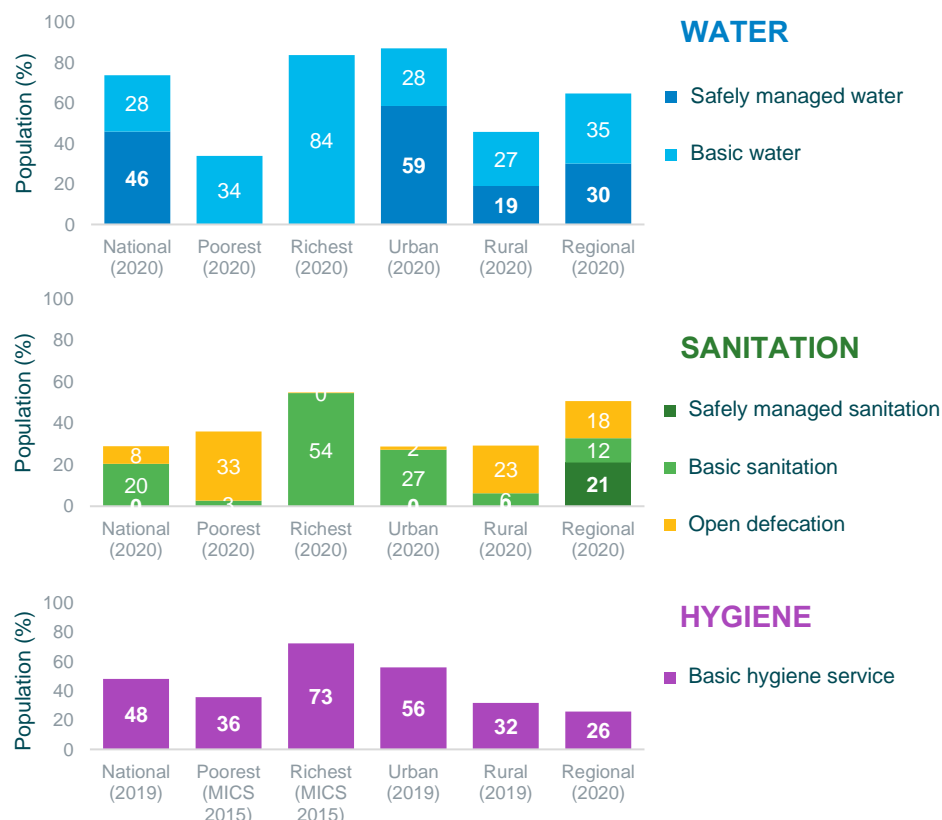 WATER
Population (%)
100
80
60
40
20
0
28
46
34
84
28
59
27
19
35
30
National
(2020)
Poorest
(2020)
Richest
(2020)
Urban
(2020)
Rural
(2020)
Regional
(2020)
Safely managed water
Basic water
SANITATION
Population (%)
100
80
60
40
20
0
8
20
0
33
3
0
54
2
27
0
23
6
18
12
21
National
(2020)
Poorest
(2020)
Richest
(2020)
Urban
(2020)
Rural
(2020)
Regional
(2020)
Safely managed sanitation
Basic sanitation
Open defecation
HYGIENE
Population (%)
100
80
60
40
20
0
48
36
73
56
32
26
National
(2019)
Poorest
(MICS
2015)
Richest
(MICS
2015)
Urban
(2019)
Rural
(2019)
Regional
(2020)
Basic hygiene service